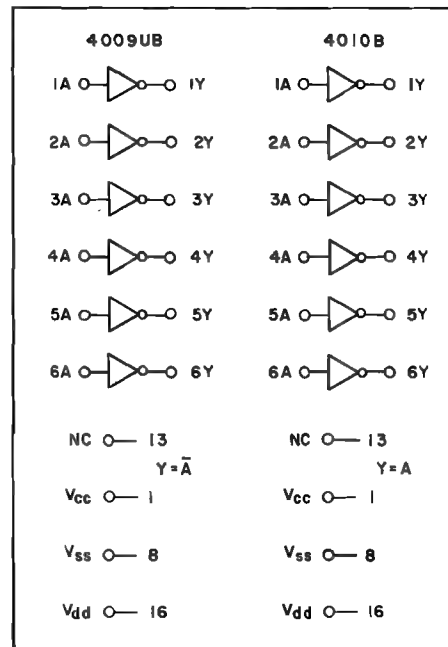 4009UB 4010B
1A 1Y 1A 1Y
2A 2Y 2A 2Y
3A 3Y 3A 3Y
4A 4Y 4A 4Y
5A 5Y 5A 5Y
6A 6Y 6A 6Y
NC 13 NC 13
Y = Ā Y = A
Vcc 1 Vcc 1
Vss 8 Vss 8
Vdd 16 Vdd 16